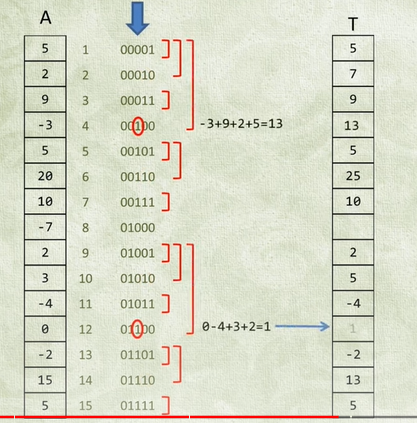 A T
5 1 00001 5
2 2 00010 7
9 3 00011 9
-3 4 00100 -3+9+2+5=13 13
5 5 00101 5
20 6 00110 25
10 7 00111 10
-7 8 01000
2 9 01001 2
3 10 01010 5
-4 11 01011 -4
0 12 01100 0-4+3+2=1 1
-2 13 01101 -2
15 14 01110 13
5 15 01111 5